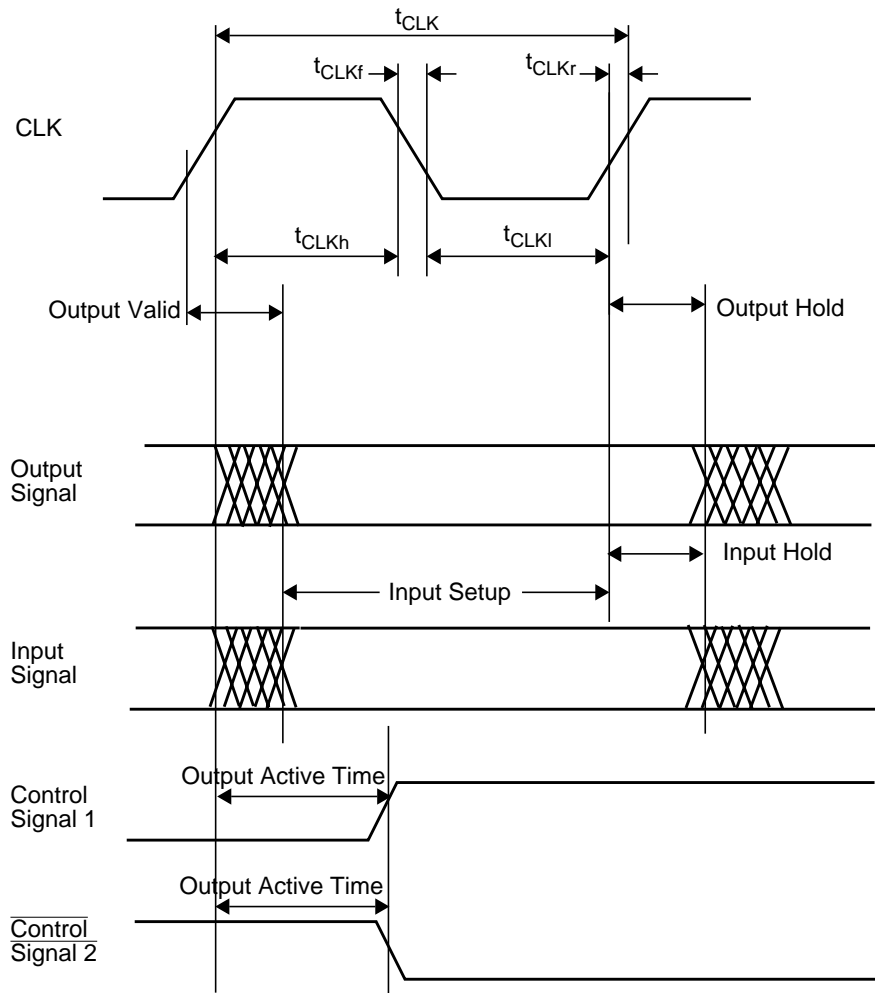 tCLK
tCLKf
tCLKr
CLK
tCLKh
tCLKl
Output Valid
Output Hold
Output
Signal
Input Hold
Input Setup
Input
Signal
Output Active Time
Control
Signal 1
Output Active Time
Control
Signal 2